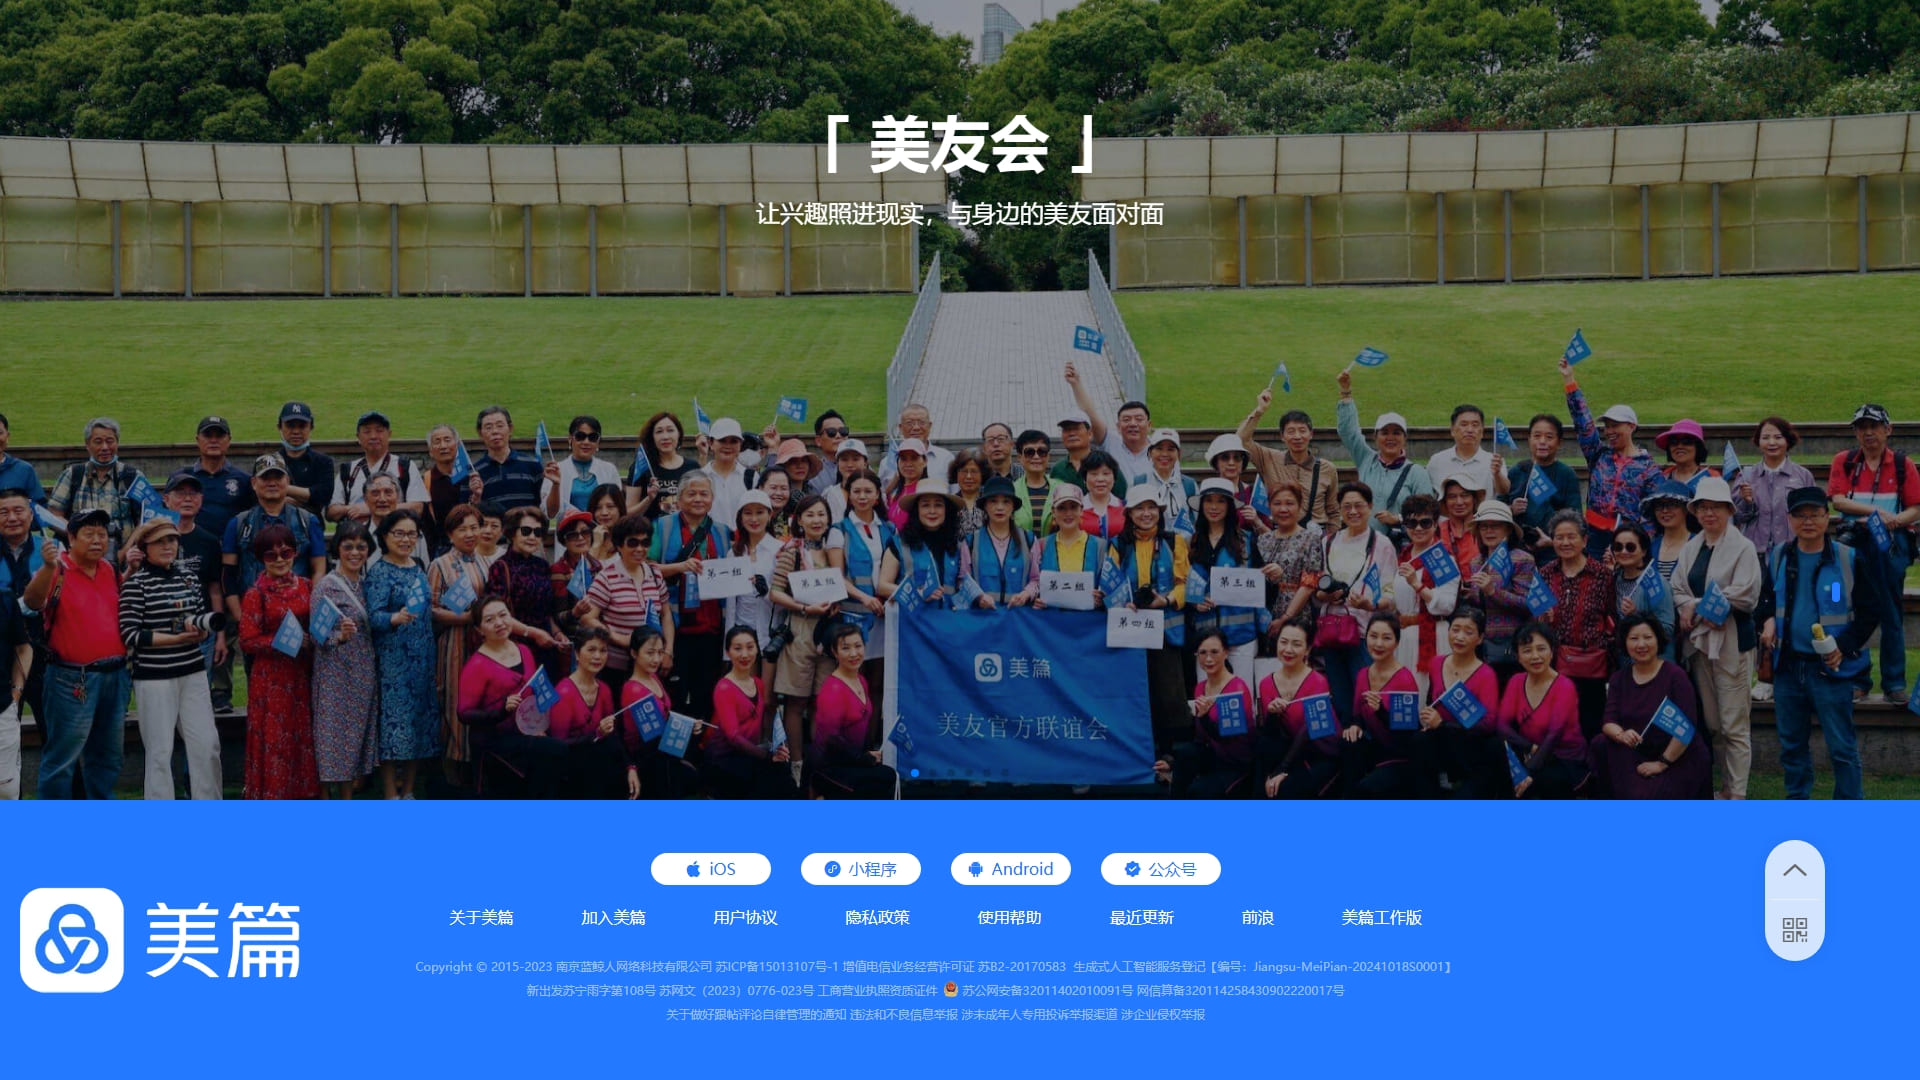 「 美友会 」
让兴趣照进现实，与身边的美友面对面
第一组
第五组
第二组
第三组
第四组
美篇
美友官方联谊会
iOS
小程序
Android
公众号
美篇
关于美篇
加入美篇
用户协议
隐私政策
使用帮助
最近更新
前浪
美篇工作版
Copyright © 2015-2023 南京蓝鲸人网络科技有限公司 苏ICP备15013107号-1 增值电信业务经营许可证 苏B2-20170583 生成式人工智能服务登记【编号：Jiangsu-MeiPian-20241018S0001】
新出发苏宁雨字第108号 苏网文（2023）0776-023号 工商营业执照资质证件 苏公网安备32011402010091号 网信算备320114258430902220017号
关于做好跟帖评论自律管理的通知 违法和不良信息举报 涉未成年人专用投诉举报渠道 涉企业侵权举报